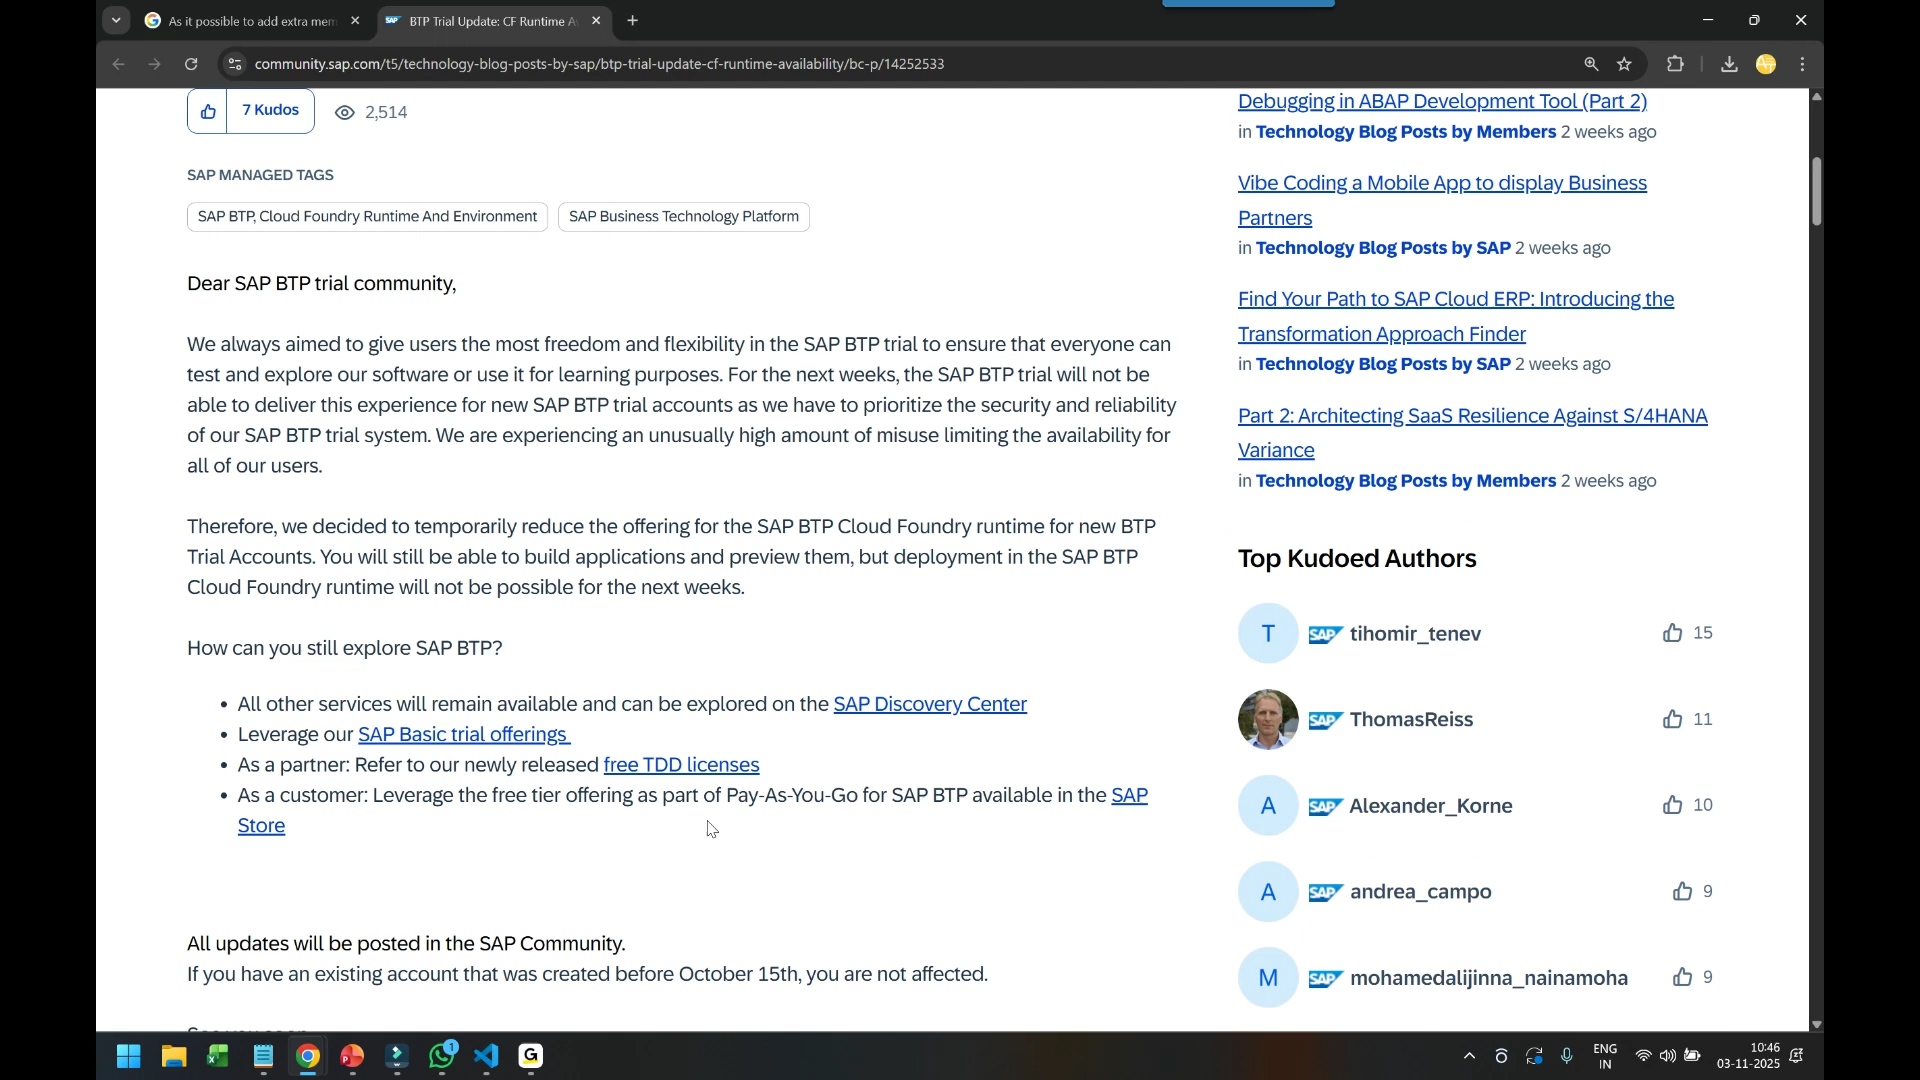 As it possible to add extra mem
BTP Trial Update: CF Runtime Av
community.sap.com/t5/technology-blog-posts-by-sap/btp-trial-update-cf-runtime-availability/bc-p/14252533
7 Kudos
2,514
SAP MANAGED TAGS
SAP BTP, Cloud Foundry Runtime And Environment
SAP Business Technology Platform
Dear SAP BTP trial community,
We always aimed to give users the most freedom and flexibility in the SAP BTP trial to ensure that everyone can
test and explore our software or use it for learning purposes. For the next weeks, the SAP BTP trial will not be
able to deliver this experience for new SAP BTP trial accounts as we have to prioritize the security and reliability
of our SAP BTP trial system. We are experiencing an unusually high amount of misuse limiting the availability for
all of our users.
Therefore, we decided to temporarily reduce the offering for the SAP BTP Cloud Foundry runtime for new BTP
Trial Accounts. You will still be able to build applications and preview them, but deployment in the SAP BTP
Cloud Foundry runtime will not be possible for the next weeks.
How can you still explore SAP BTP?
• All other services will remain available and can be explored on the SAP Discovery Center
• Leverage our SAP Basic trial offerings
• As a partner: Refer to our newly released free TDD licenses
• As a customer: Leverage the free tier offering as part of Pay-As-You-Go for SAP BTP available in the SAP
Store
All updates will be posted in the SAP Community.
If you have an existing account that was created before October 15th, you are not affected.
Debugging in ABAP Development Tool (Part 2)
in Technology Blog Posts by Members 2 weeks ago
Vibe Coding a Mobile App to display Business
Partners
in Technology Blog Posts by SAP 2 weeks ago
Find Your Path to SAP Cloud ERP: Introducing the
Transformation Approach Finder
in Technology Blog Posts by SAP 2 weeks ago
Part 2: Architecting SaaS Resilience Against S/4HANA
Variance
in Technology Blog Posts by Members 2 weeks ago
Top Kudoed Authors
T SAP tihomir_tenev 15
SAP ThomasReiss 11
A SAP Alexander_Korne 10
A SAP andrea_campo 9
M SAP mohamedalijinna_nainamoha 9
1
G
ENG
IN
10:46
03-11-2025